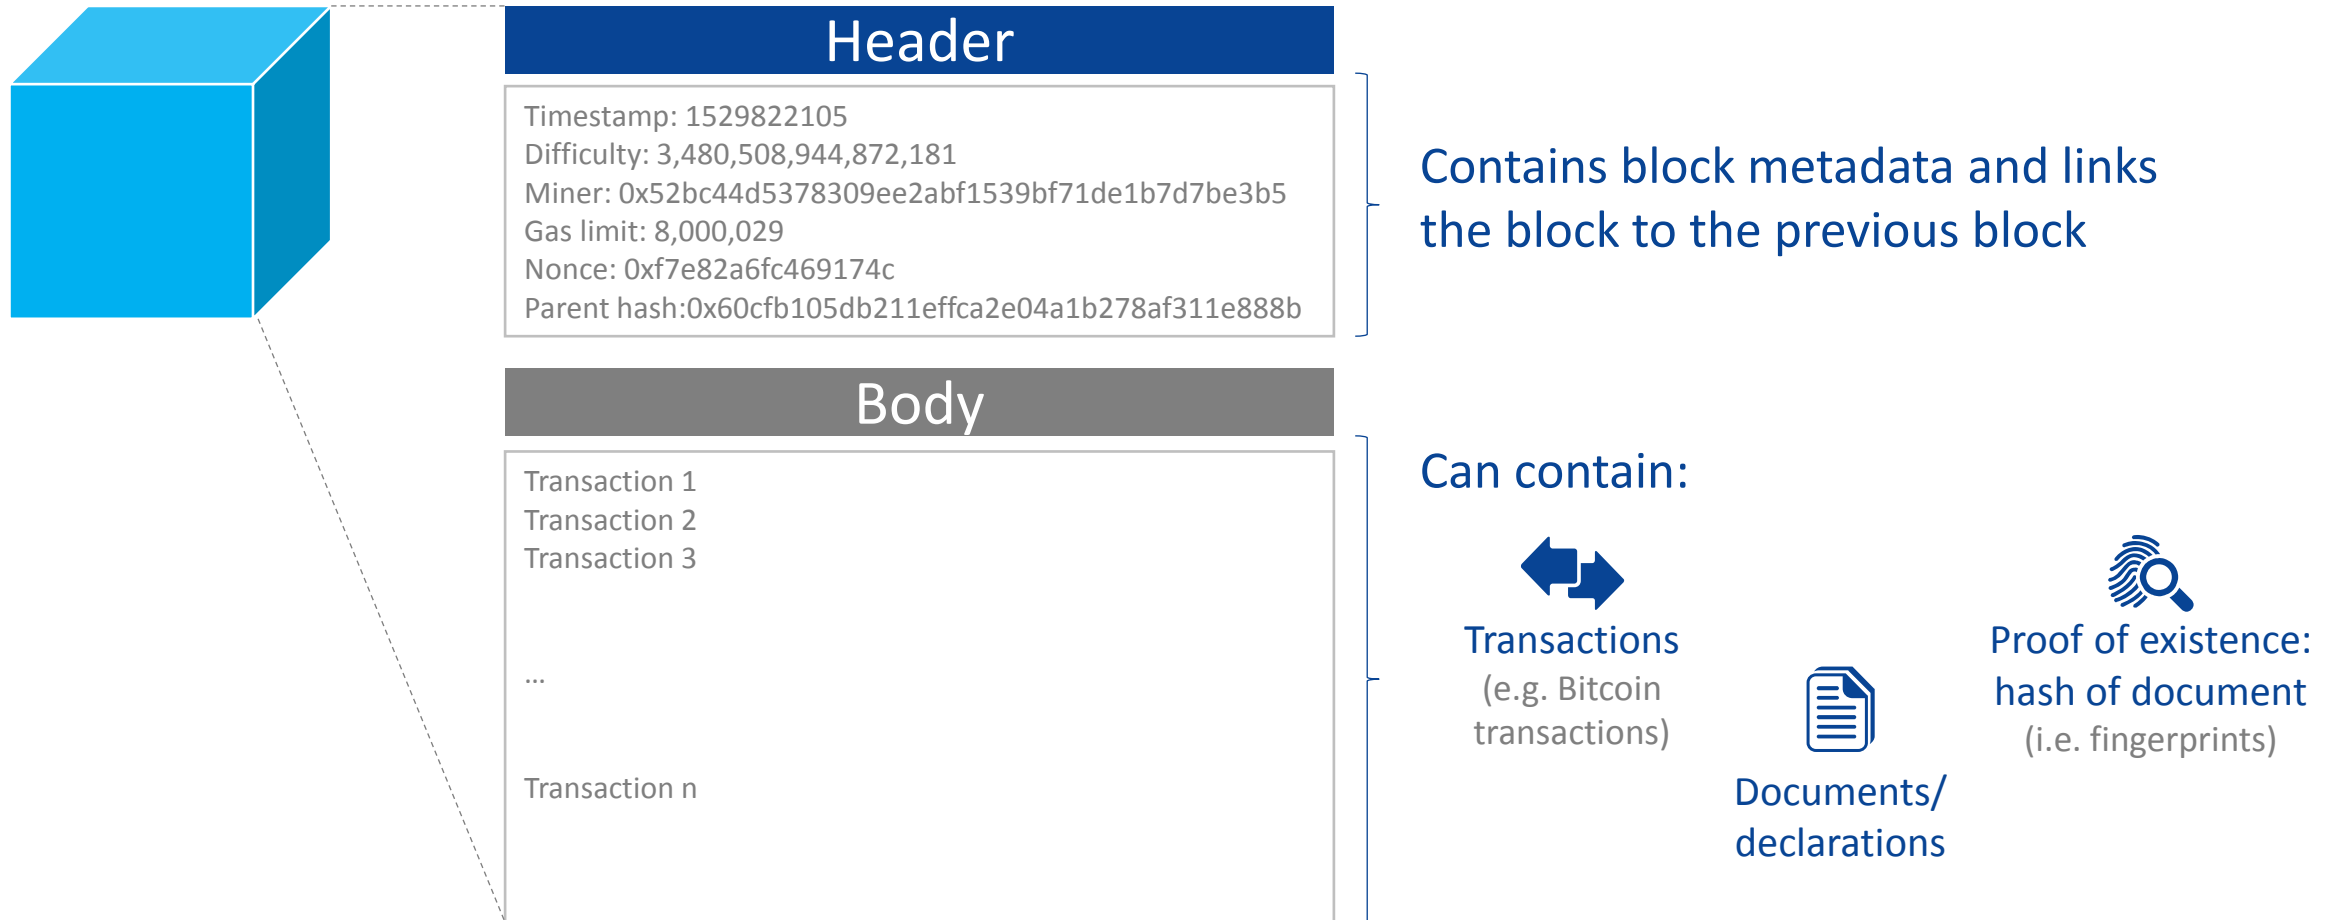 Header
Timestamp: 1529822105
Difficulty: 3,480,508,944,872,181
Miner: 0x52bc44d5378309ee2abf1539bf71de1b7d7be3b5
Gas limit: 8,000,029
Nonce: 0xf7e82a6fc469174c
Parent hash:0x60cfb105db211effca2e04a1b278af311e888b
Contains block metadata and links
the block to the previous block
Body
Transaction 1
Transaction 2
Transaction 3
...
Transaction n
Can contain:
Transactions
(e.g. Bitcoin
transactions)
Documents/
declarations
Proof of existence:
hash of document
(i.e. fingerprints)